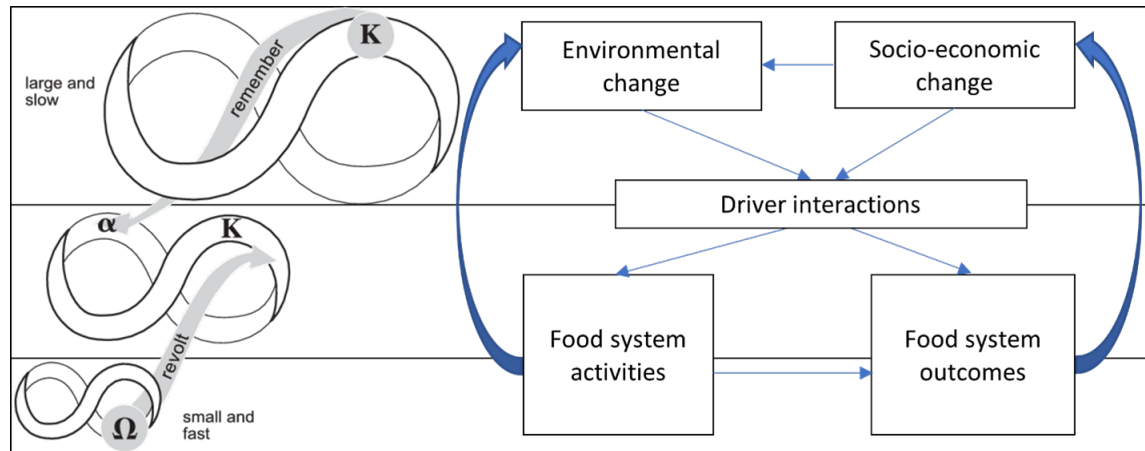 large and
slow
remember
K
α
K
revolt
Ω
small and
fast
Environmental
change
Socio-economic
change
Driver interactions
Food system
activities
Food system
outcomes